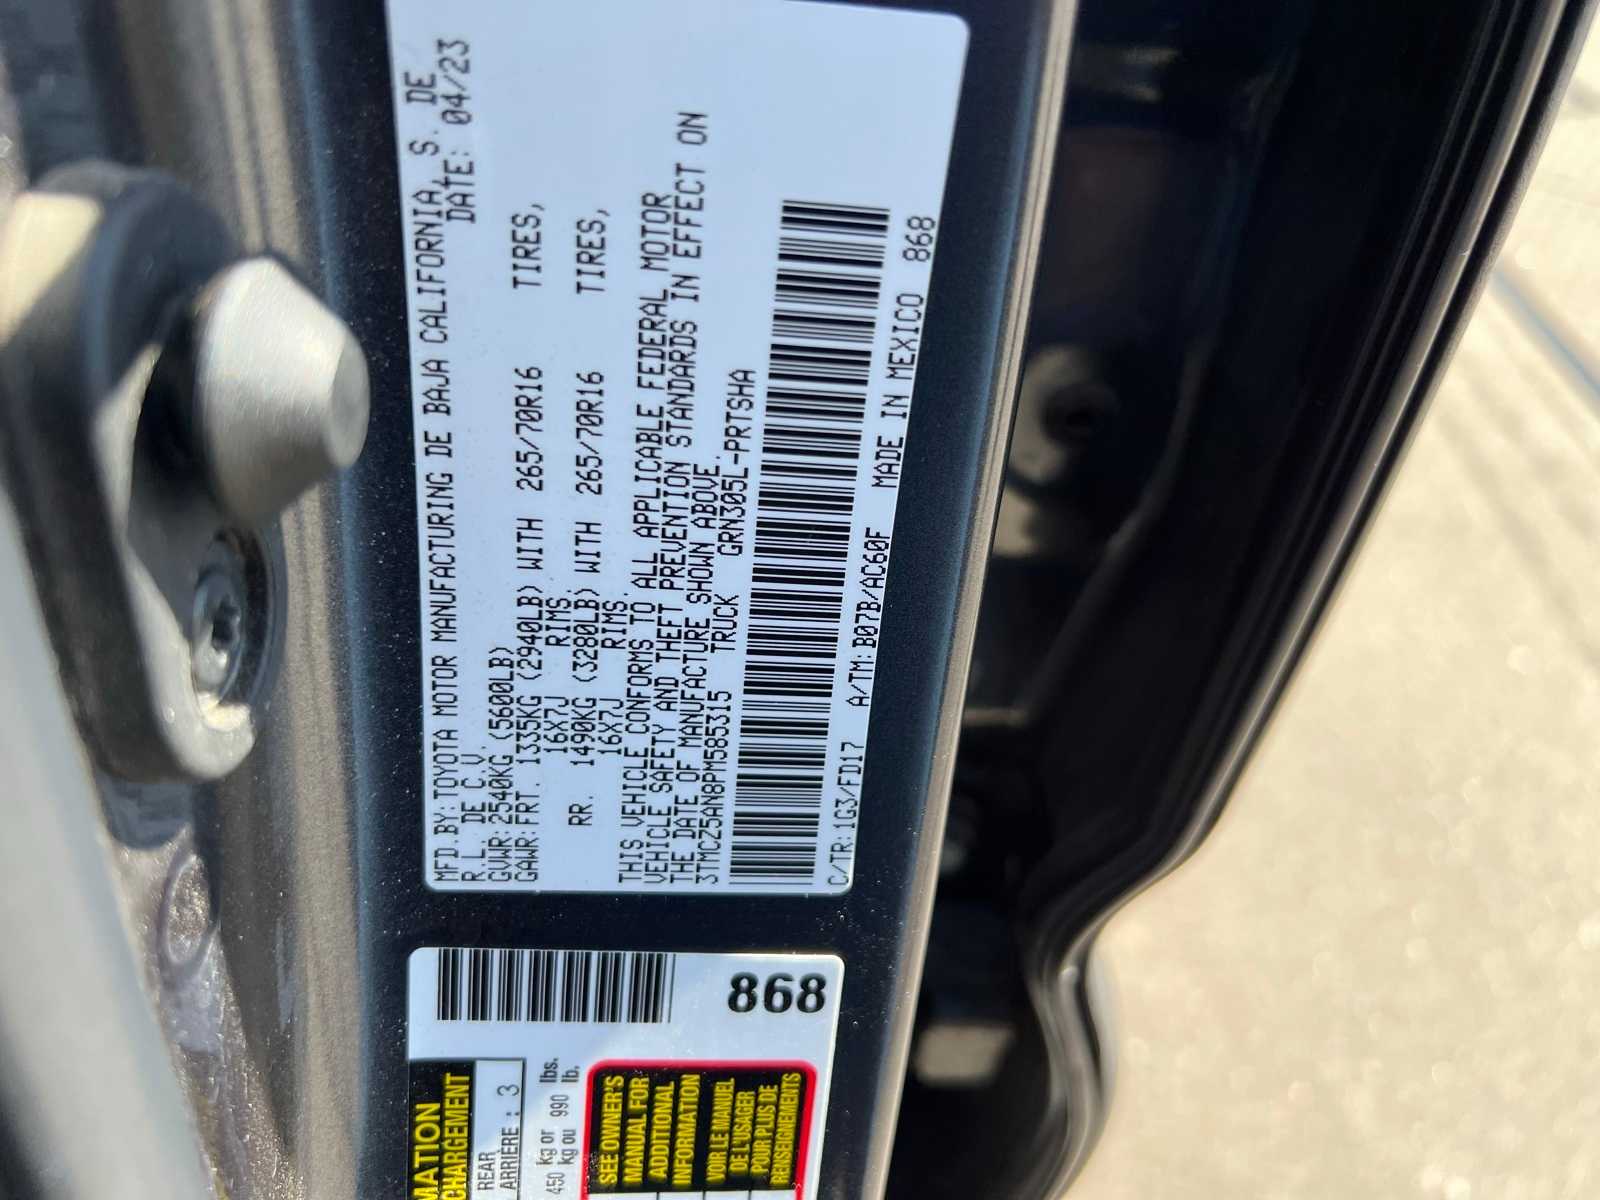 MFD.BY:TOYOTA MOTOR MANUFACTURING DE BAJA CALIFORNIA,S. DE
R.L. DE C.V. DATE: 04/23
GVWR:2540KG (5600LB)
GAWR:FRT. 1335KG (2940LB) WITH 265/70R16 TIRES,
16X7J RIMS.
RR. 1490KG (3280LB) WITH 265/70R16 TIRES,
16X7J RIMS.
THIS VEHICLE CONFORMS TO ALL APPLICABLE FEDERAL MOTOR
VEHICLE SAFETY AND THEFT PREVENTION STANDARDS IN EFFECT ON
THE DATE OF MANUFACTURE SHOWN ABOVE.
3TMCZ5AN8PM585315 TRUCK GRN305L-PRTSHA
C/TR:1G3/FD17 A/TM:B07B/AC60F MADE IN MEXICO 868
868
MATION
CHARGEMENT
REAR
ARRIÈRE : 3
450 kg or 990 lbs.
kg ou lb.
SEE OWNER'S
MANUAL FOR
ADDITIONAL
INFORMATION
VOIR LE MANUEL
DE L'USAGER
POUR PLUS DE
RENSEIGNEMENTS